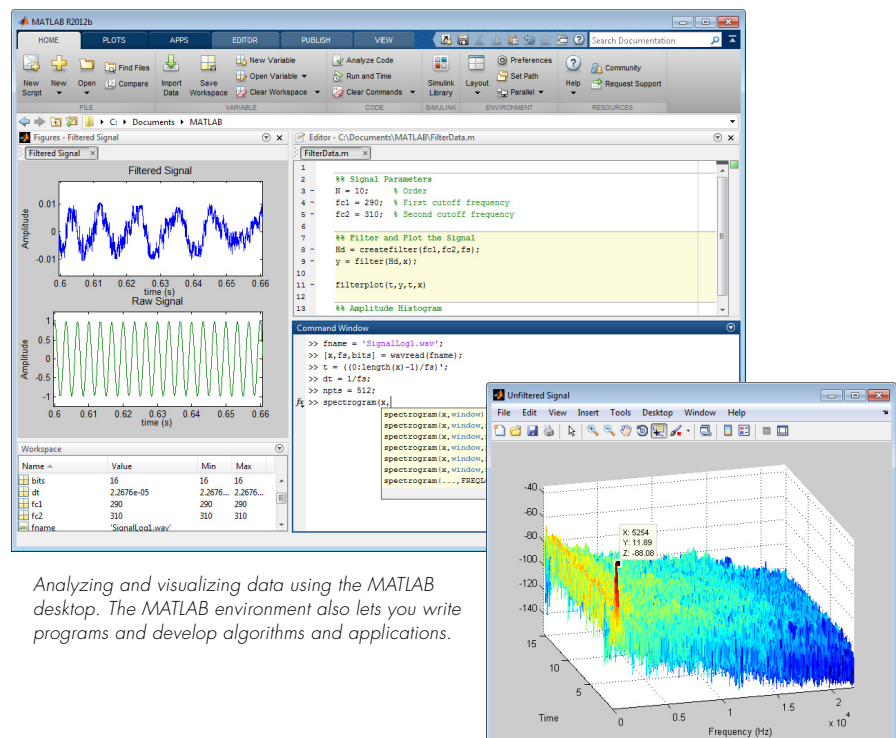 MATLAB R2012b
HOME PLOTS APPS EDITOR PUBLISH VIEW
Search Documentation
New Script
New
Open
Find Files
Compare
Import Data
Save Workspace
New Variable
Open Variable
Clear Workspace
Analyze Code
Run and Time
Clear Commands
Simulink Library
Layout
Preferences
Set Path
Parallel
Help
Community
Request Support
FILE VARIABLE CODE SIMULINK ENVIRONMENT RESOURCES
C: Documents MATLAB
Figures - Filtered Signal
Filtered Signal
Filtered Signal
Amplitude
0.01
0
-0.01
0.6 0.61 0.62 0.63 0.64 0.65 0.66
time (s)
Raw Signal
Amplitude
1
0.5
0
-0.5
-1
0.6 0.61 0.62 0.63 0.64 0.65 0.66
time (s)
Workspace
Name Value Min Max
bits 16 16 16
dt 2.2676e-05 2.2676... 2.2676...
fc1 290 290 290
fc2 310 310 310
abc fname 'SignalLog1.wav'
Editor - C:\Documents\MATLAB\FilterData.m
FilterData.m
1
2 %% Signal Parameters
3 - N = 10; % Order
4 - fc1 = 290; % First cutoff frequency
5 - fc2 = 310; % Second cutoff frequency
6
7 %% Filter and Plot the Signal
8 - Hd = createfilter(fc1,fc2,fs);
9 - y = filter(Hd,x);
10
11 - filterplot(t,y,t,x)
12
13 %% Amplitude Histogram
Command Window
>> fname = 'SignalLog1.wav';
>> [x,fs,bits] = wavread(fname);
>> t = ((0:length(x)-1)/fs)';
>> dt = 1/fs;
>> npts = 512;
fx >> spectrogram(x,
spectrogram(x,window)
spectrogram(x,window,
spectrogram(x,window,
spectrogram(x,window,
spectrogram(x,window,
spectrogram(x,window,
spectrogram(...,FREQL
Unfiltered Signal
File Edit View Insert Tools Desktop Window Help
-40
-60
-80
-100
-120
-140
X: 5254
Y: 11.89
Z: -88.08
15
10
5
Time
0 0.5 1 1.5 2
x 10^4
Frequency (Hz)
Analyzing and visualizing data using the MATLAB
desktop. The MATLAB environment also lets you write
programs and develop algorithms and applications.